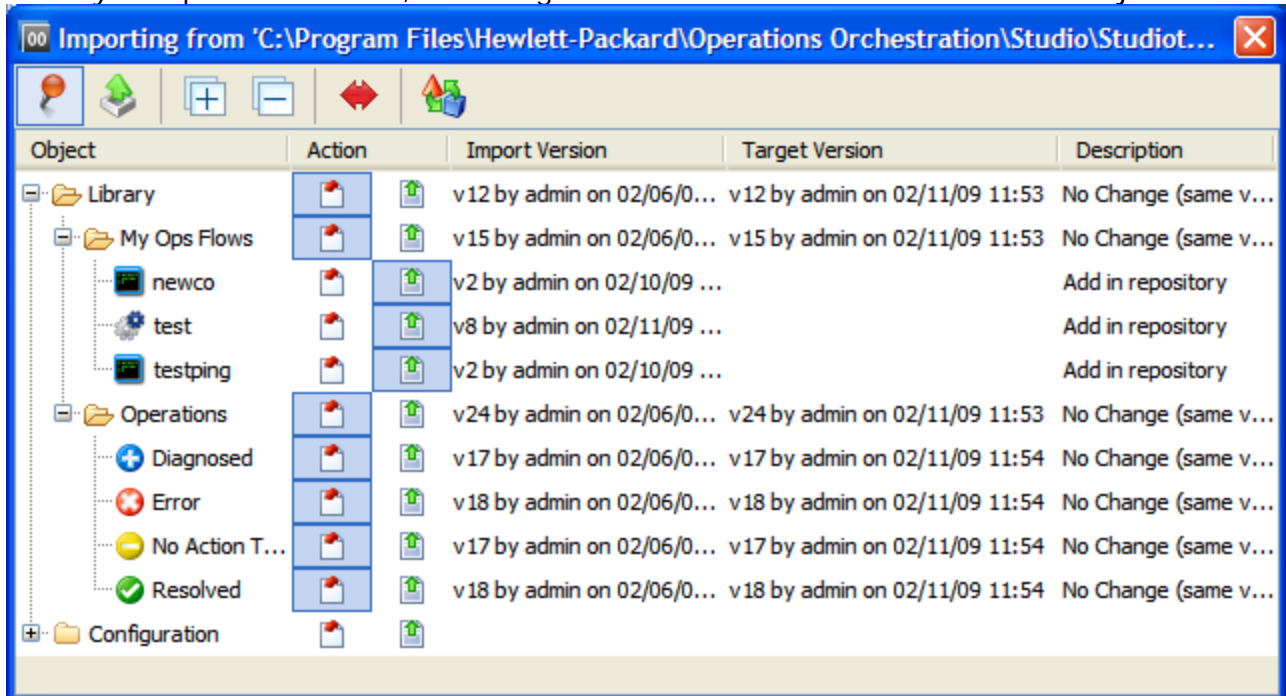 Importing from 'C:\Program Files\Hewlett-Packard\Operations Orchestration\Studio\Studiot...
Object Action Import Version Target Version Description
Library v12 by admin on 02/06/0... v12 by admin on 02/11/09 11:53 No Change (same v...
My Ops Flows v15 by admin on 02/06/0... v15 by admin on 02/11/09 11:53 No Change (same v...
newco v2 by admin on 02/10/09 ... Add in repository
test v8 by admin on 02/11/09 ... Add in repository
testping v2 by admin on 02/10/09 ... Add in repository
Operations v24 by admin on 02/06/0... v24 by admin on 02/11/09 11:53 No Change (same v...
Diagnosed v17 by admin on 02/06/0... v17 by admin on 02/11/09 11:54 No Change (same v...
Error v18 by admin on 02/06/0... v18 by admin on 02/11/09 11:54 No Change (same v...
No Action T... v17 by admin on 02/06/0... v17 by admin on 02/11/09 11:54 No Change (same v...
Resolved v18 by admin on 02/06/0... v18 by admin on 02/11/09 11:54 No Change (same v...
Configuration